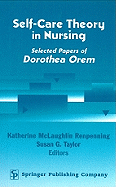 Self-Care Theory
in Nursing
Selected Papers of
Dorothea Orem
Katherine McLaughlin Renpenning
Susan G. Taylor
Editors
Springer Publishing Company